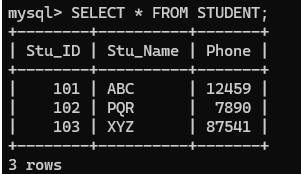 mysql> SELECT * FROM STUDENT;
+--------+----------+-------+
| Stu_ID | Stu_Name | Phone |
+--------+----------+-------+
|    101 | ABC      | 12459 |
|    102 | PQR      |  7890 |
|    103 | XYZ      | 87541 |
+--------+----------+-------+
3 rows